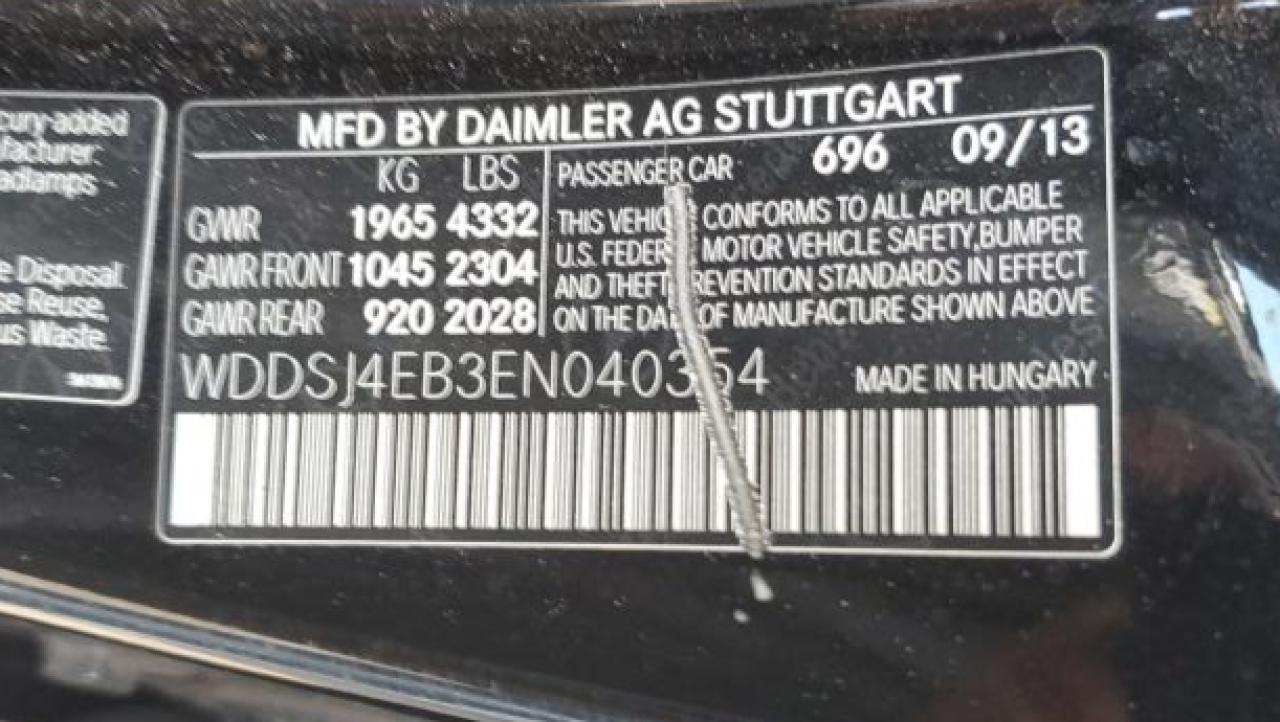 cury-added
facturer:
adlamps
e Disposal
se Reuse,
us Waste.
MFD BY DAIMLER AG STUTTGART
KG LBS
GVWR 1965 4332
GAWR FRONT 1045 2304
GAWR REAR 920 2028
PASSENGER CAR 696 09/13
THIS VEHIC CONFORMS TO ALL APPLICABLE
U.S. FEDER MOTOR VEHICLE SAFETY,BUMPER
AND THEFT REVENTION STANDARDS IN EFFECT
ON THE DA OF MANUFACTURE SHOWN ABOVE
WDDSJ4EB3EN040354
MADE IN HUNGARY